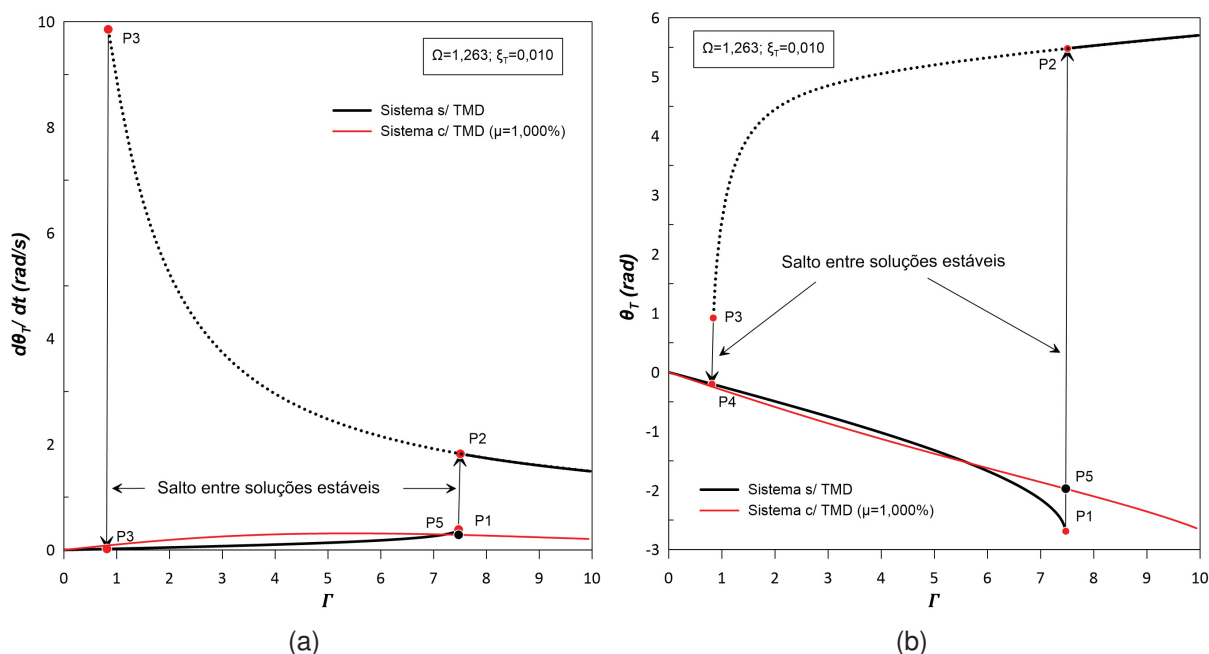 10
8
6
4
2
0
dθ_T/ dt (rad/s)
P3
Ω=1,263; ξ_T=0,010
Sistema s/ TMD
Sistema c/ TMD (μ=1,000%)
P2
Salto entre soluções estáveis
P3
P5
P1
0 1 2 3 4 5 6 7 8 9 10
Γ
(a)
6
5
4
3
2
1
0
-1
-2
-3
θ_T (rad)
Ω=1,263; ξ_T=0,010
P2
Salto entre soluções estáveis
P3
P4
P5
P1
Sistema s/ TMD
Sistema c/ TMD (μ=1,000%)
0 1 2 3 4 5 6 7 8 9 10
Γ
(b)